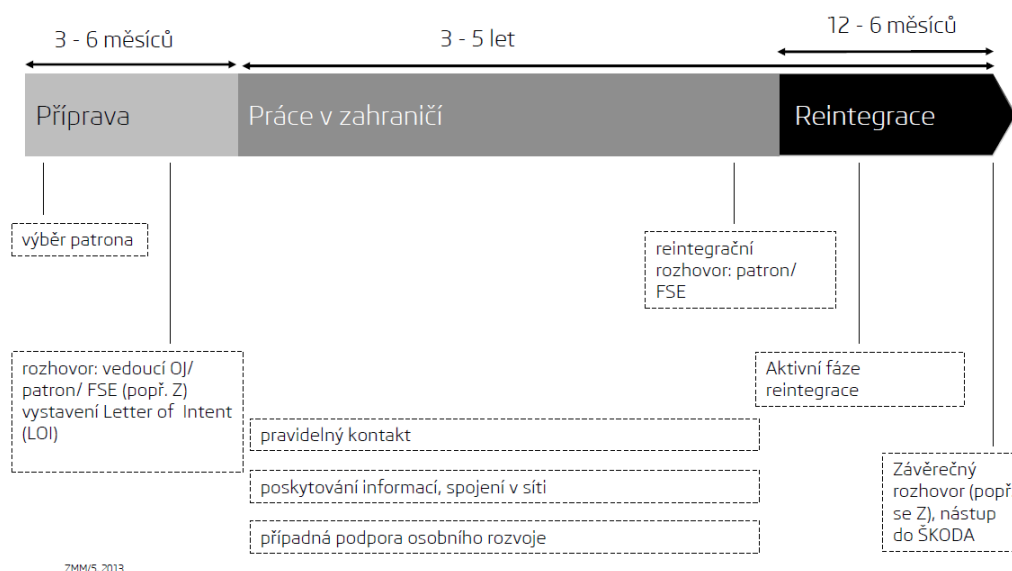 3 - 6 měsíců
3 - 5 let
12 - 6 měsíců
Příprava
Práce v zahraničí
Reintegrace
výběr patrona
reintegrační
rozhovor: patron/
FSE
rozhovor: vedoucí OJ/
patron/ FSE (popř. Z)
vystavení Letter of Intent
(LOI)
Aktivní fáze
reintegrace
pravidelný kontakt
poskytování informací, spojení v síti
případná podpora osobního rozvoje
Závěrečný
rozhovor (popř
se Z), nástup
do ŠKODA
ZMM/5, 2013